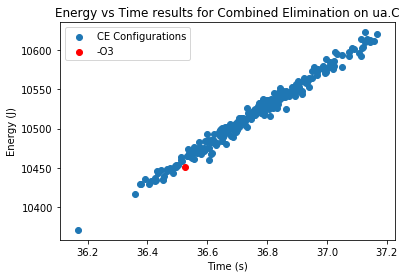 Energy vs Time results for Combined Elimination on ua.C
CE Configurations
-O3
10600
10550
10500
10450
10400
Energy (J)
36.2 36.4 36.6 36.8 37.0 37.2
Time (s)